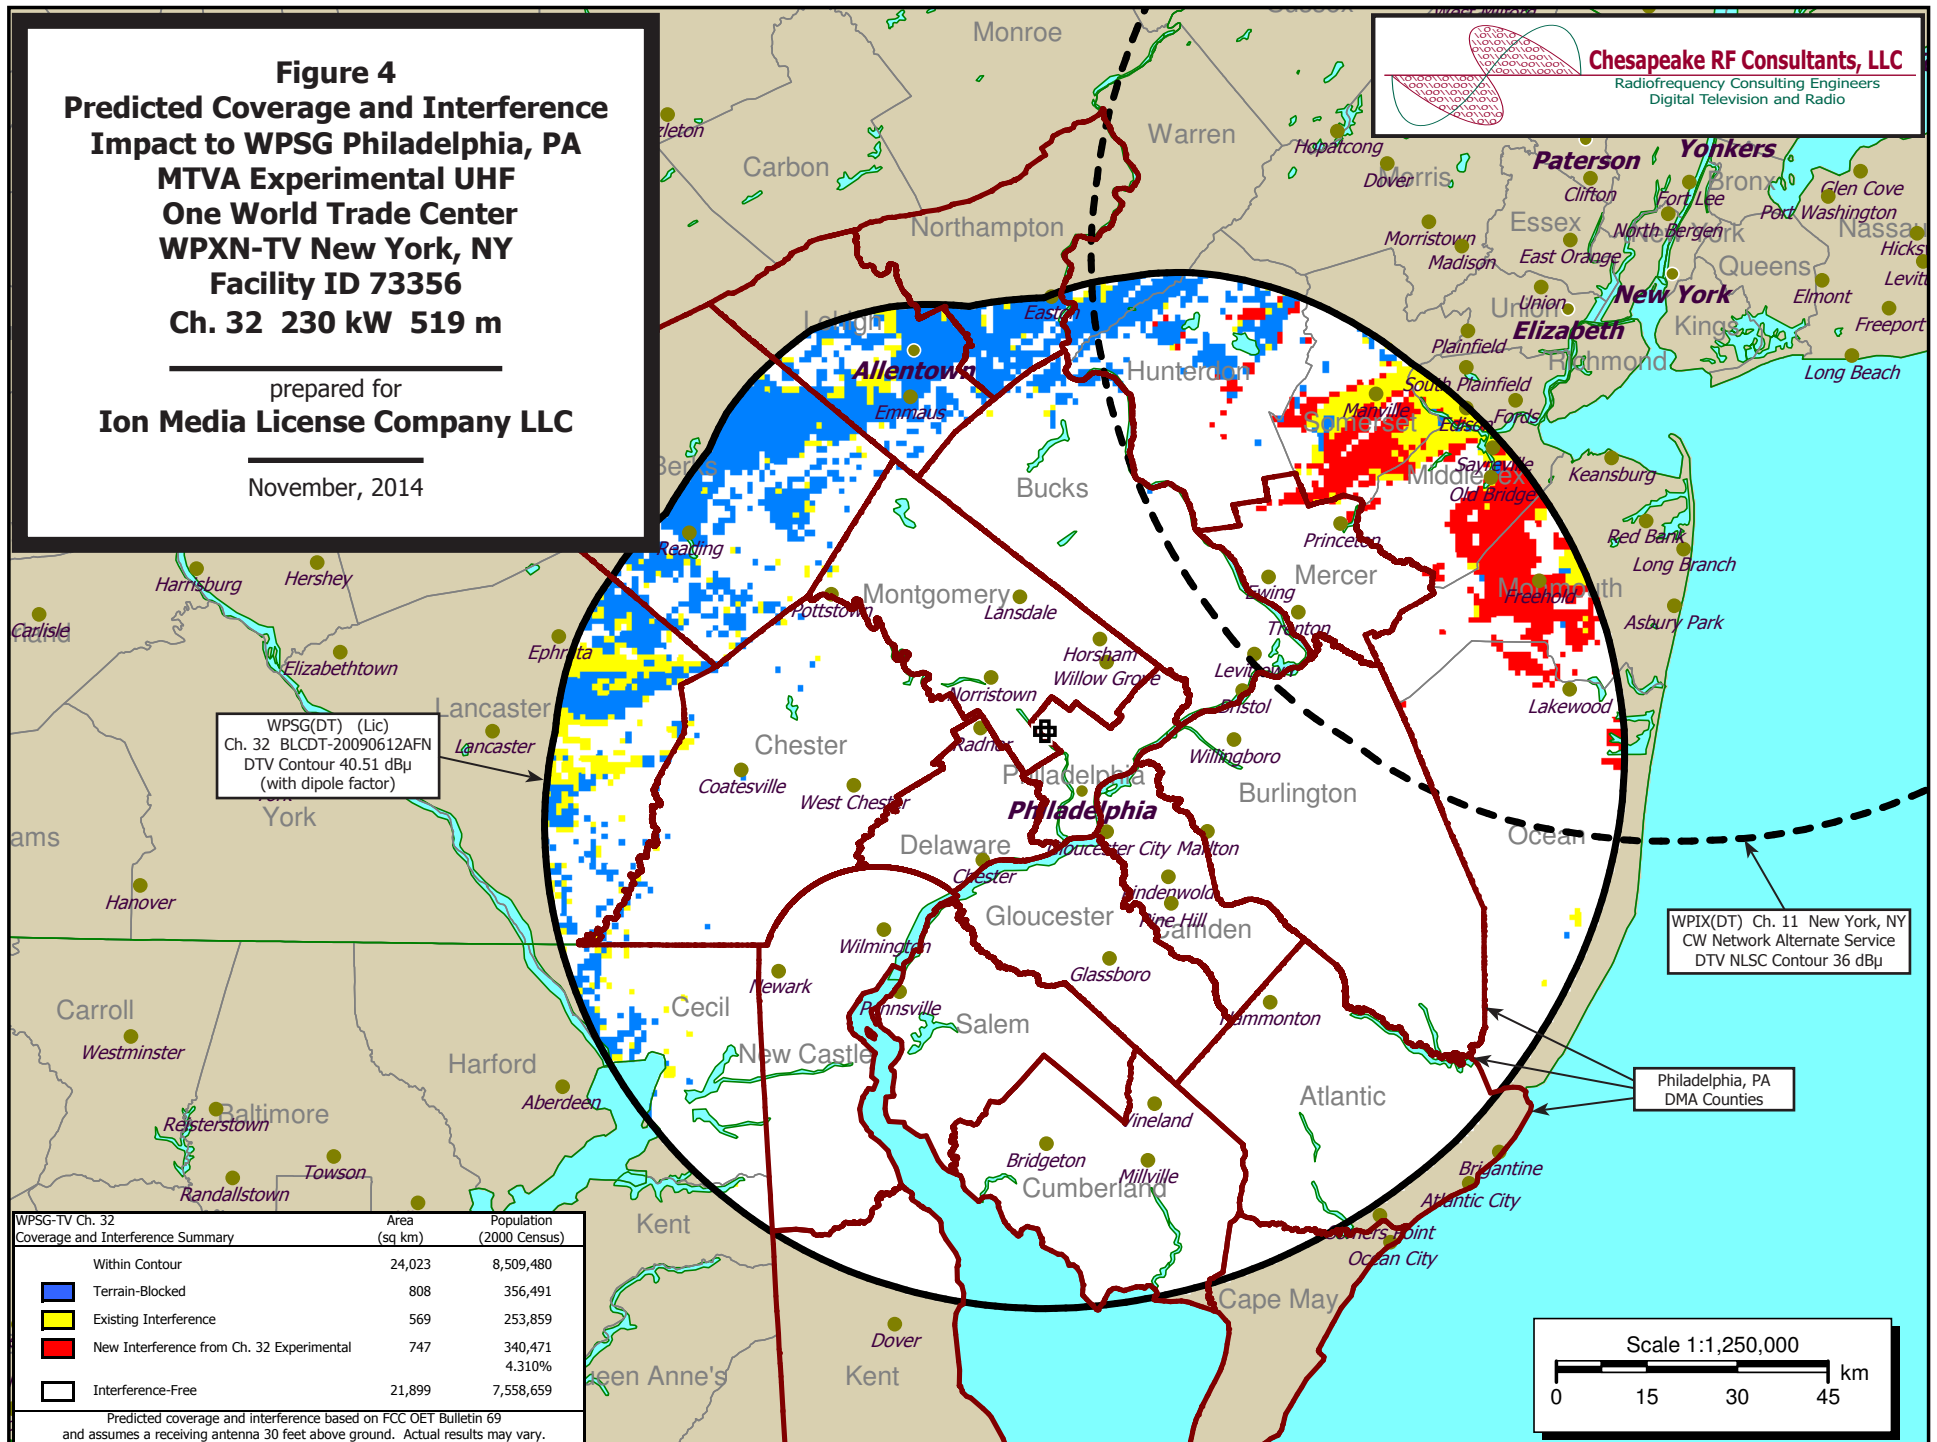 Figure 4
Predicted Coverage and Interference
Impact to WPSG Philadelphia, PA
MTVA Experimental UHF
One World Trade Center
WPXN-TV New York, NY
Facility ID 73356
Ch. 32 230 kW 519 m
prepared for
Ion Media License Company LLC
November, 2014
Chesapeake RF Consultants, LLC
Radiofrequency Consulting Engineers
Digital Television and Radio
Monroe
Warren
Carbon
Northampton
Hopatcong
Dover
Morris
Paterson
Clifton
Yonkers
Bronx
Fort Lee
Glen Cove
Port Washington
Essex
North Bergen
New York
Morristown
Madison
East Orange
Queens
Union
Union
New York
Elmont
Elizabeth
Kings
Freeport
Plainfield
Richmond
Long Beach
Lehigh
Easton
Allentown
Hunterdon
Emmaus
South Plainfield
Manville
Somerset
Edison
Fords
Berks
Bucks
Sayreville
Middlesex
Old Bridge
Keansburg
Reading
Princeton
Red Bank
Long Branch
Harrisburg
Hershey
Mercer
Ewing
Monmouth
Freehold
Asbury Park
Carlisle
Pottstown
Montgomery
Lansdale
Trenton
Elizabethtown
Ephrata
Horsham
Willow Grove
Levittown
Norristown
Bristol
Lakewood
Lancaster
Lancaster
Radnor
Willingboro
Chester
Coatesville
West Chester
Philadelphia
Philadelphia
Burlington
York
WPSG(DT) (Lic)
Ch. 32 BLCDT-20090612AFN
DTV Contour 40.51 dBµ
(with dipole factor)
Ocean
Delaware
Chester
Gloucester City
Marlton
Hanover
Lindenwold
Pine Hill
Gloucester
Camden
Wilmington
Glassboro
Newark
WPIX(DT) Ch. 11 New York, NY
CW Network Alternate Service
DTV NLSC Contour 36 dBµ
Carroll
Westminster
Cecil
Pennsville
Salem
Hammonton
Harford
New Castle
Aberdeen
Atlantic
Philadelphia, PA
DMA Counties
Baltimore
Reisterstown
Vineland
Towson
Bridgeton
Millville
Cumberland
Brigantine
Atlantic City
Randallstown
Kent
Somers Point
Ocean City
Cape May
Dover
Kent
WPSG-TV Ch. 32 Area Population
Coverage and Interference Summary (sq km) (2000 Census)
Within Contour 24,023 8,509,480
Terrain-Blocked 808 356,491
Existing Interference 569 253,859
New Interference from Ch. 32 Experimental 747 340,471
4.310%
Interference-Free 21,899 7,558,659
Predicted coverage and interference based on FCC OET Bulletin 69
and assumes a receiving antenna 30 feet above ground. Actual results may vary.
Scale 1:1,250,000
km
0 15 30 45